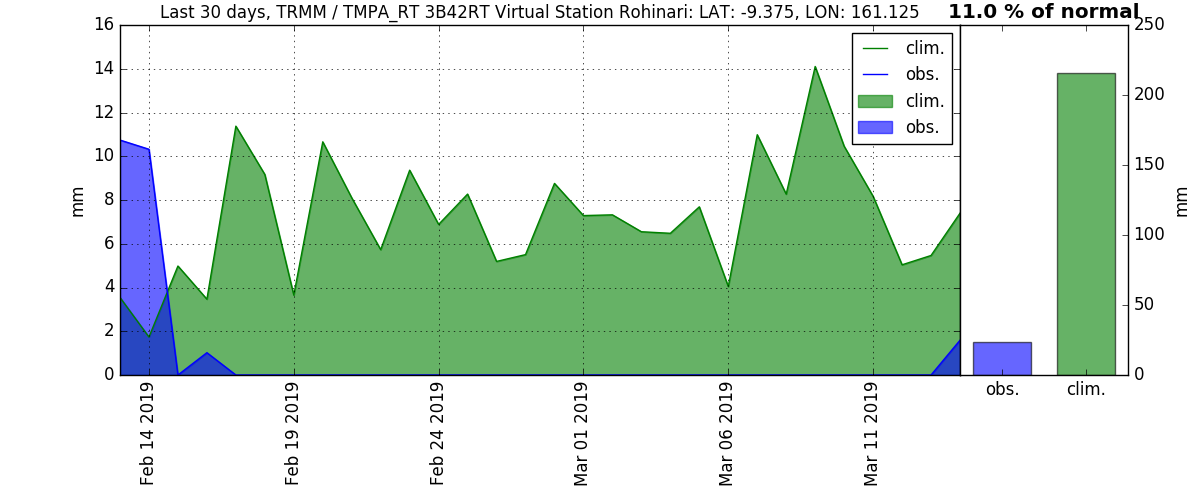 Last 30 days, TRMM / TMPA_RT 3B42RT Virtual Station Rohinari: LAT: -9.375, LON: 161.125
11.0 % of normal
16
14
12
10
8
6
4
2
0
mm
clim.
obs.
clim.
obs.
Feb 14 2019
Feb 19 2019
Feb 24 2019
Mar 01 2019
Mar 06 2019
Mar 11 2019
250
200
150
100
50
0
mm
obs.
clim.